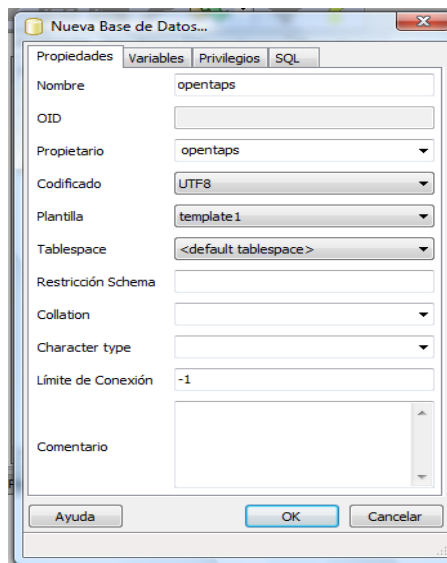 Nueva Base de Datos...
Propiedades Variables Privilegios SQL
Nombre opentaps
OID
Propietario opentaps
Codificado UTF8
Plantilla template1
Tablespace <default tablespace>
Restricción Schema
Collation
Character type
Límite de Conexión -1
Comentario
Ayuda OK Cancelar